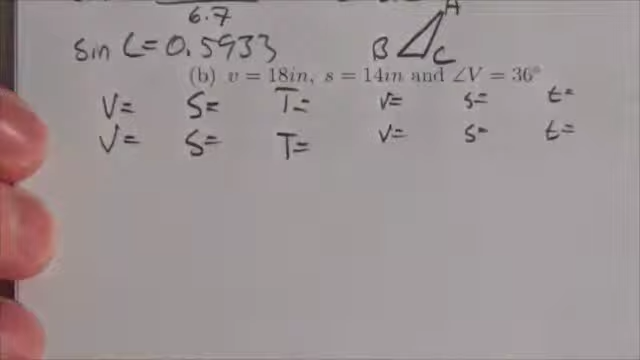 6.7
sin C = 0.5933
A
B
C
(b) v = 18in, s = 14in and ∠V = 36°
V= S= T= v= s= t=
V= S= T= v= s= t=